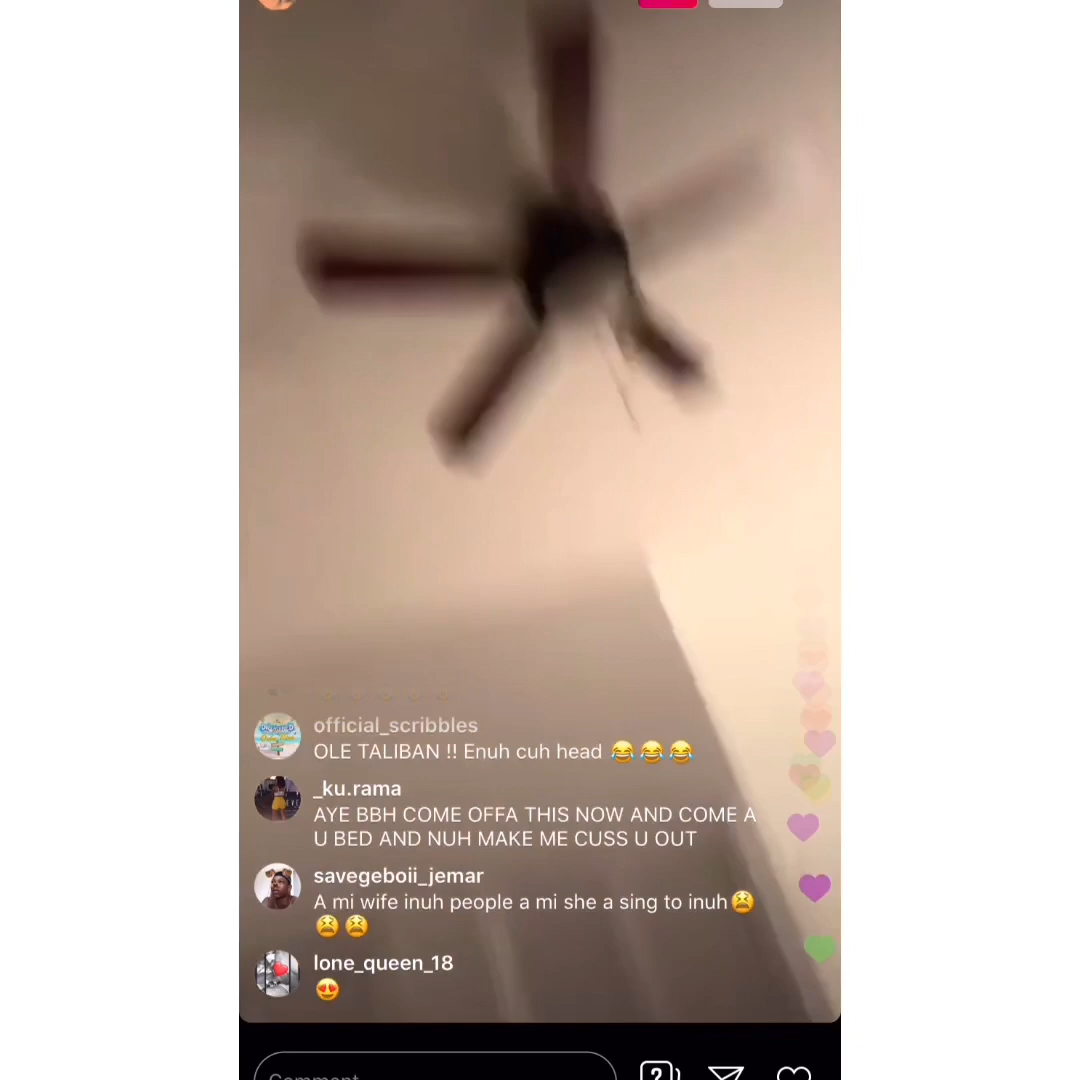 official_scribbles
OLE TALIBAN !! Enuh cuh head 😂😂😂
_ku.rama
AYE BBH COME OFFA THIS NOW AND COME A
U BED AND NUH MAKE ME CUSS U OUT
savegeboii_jemar
A mi wife inuh people a mi she a sing to inuh😫
😫😫
lone_queen_18
😍
Comment